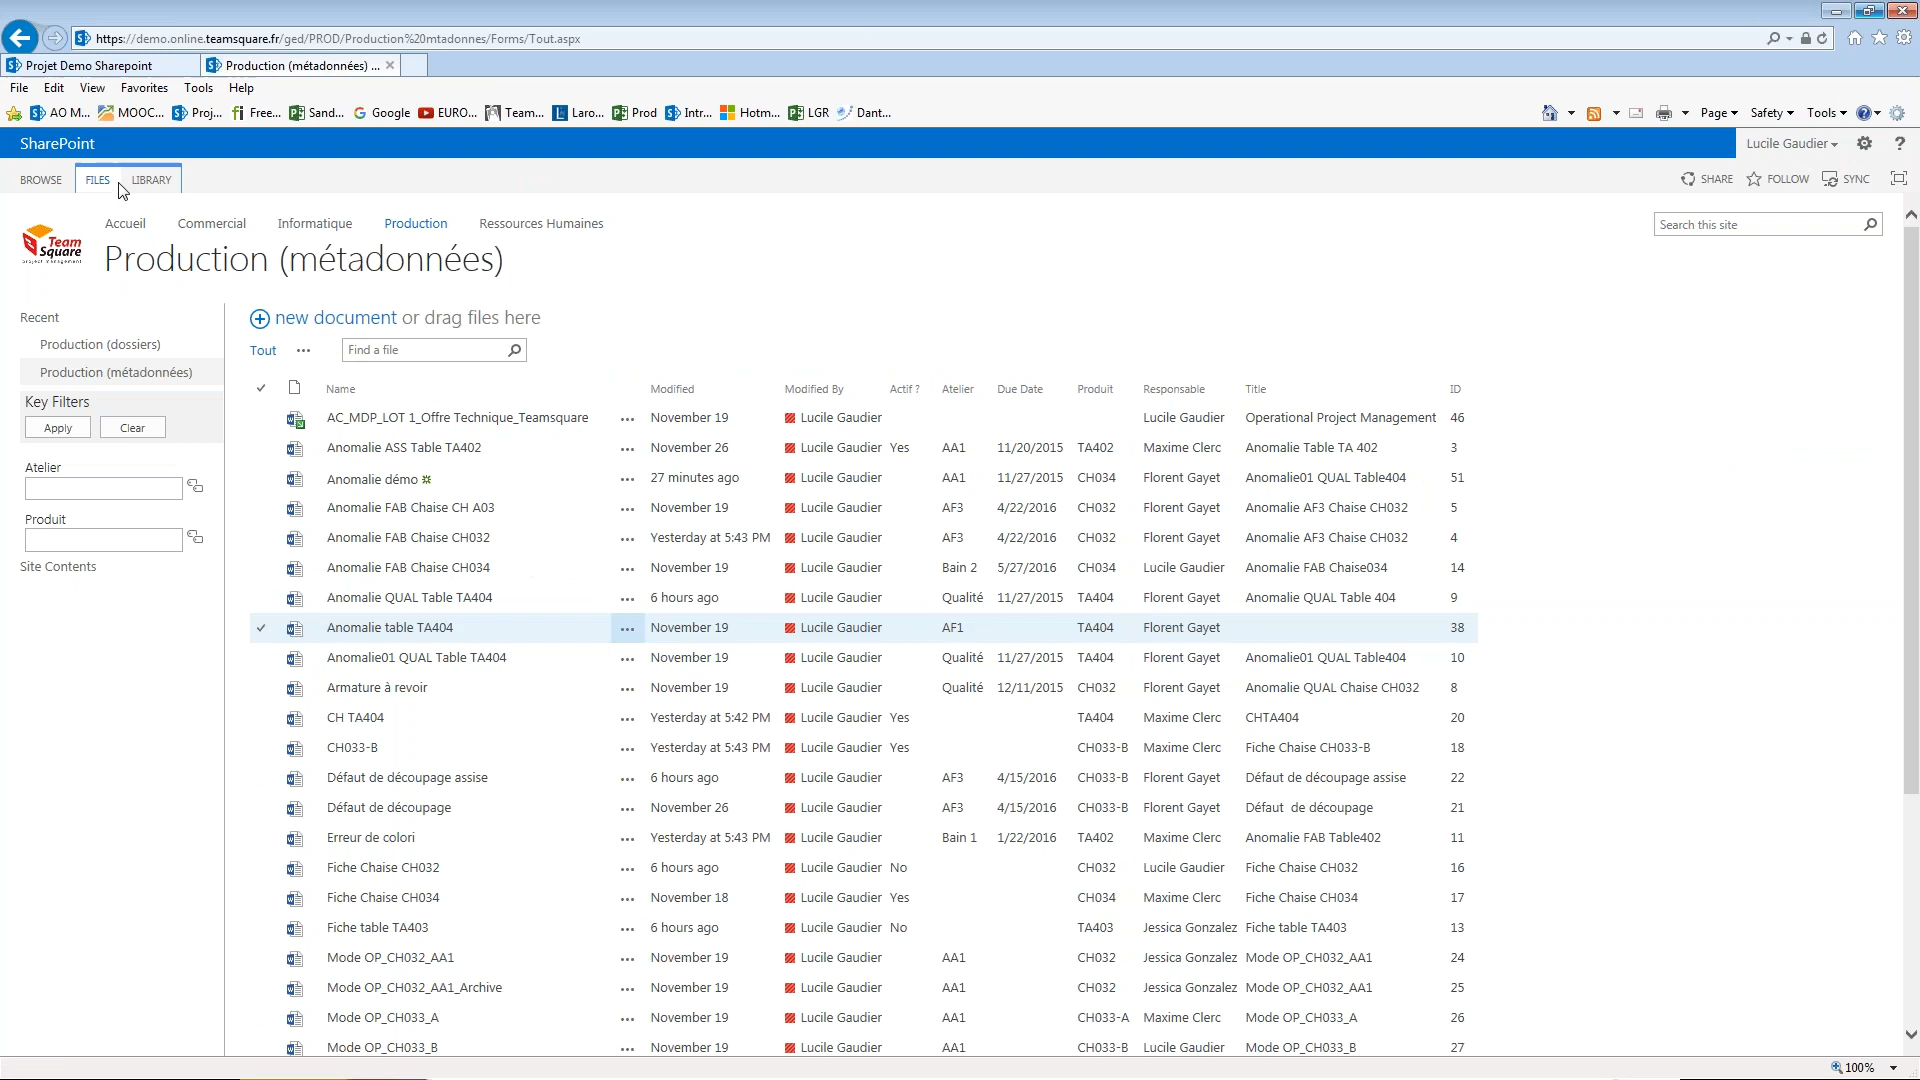 https://demo.online.teamsquare.fr/ged/PROD/Production%20mtadonnes/Forms/Tout.aspx
Projet Demo Sharepoint
Production (métadonnées) ...
File Edit View Favorites Tools Help
AO M... MOOC... Proj... Free... Sand... Google EURO... Team... Laro... Prod Intr... Hotm... LGR Dant...
Page Safety Tools
SharePoint
Lucile Gaudier
BROWSE FILES LIBRARY
SHARE FOLLOW SYNC
Team Square
Accueil Commercial Informatique Production Ressources Humaines
Search this site
Production (métadonnées)
Recent
Production (dossiers)
Production (métadonnées)
Key Filters
Apply Clear
Atelier
Produit
Site Contents
new document or drag files here
Tout ... Find a file
Name Modified Modified By Actif ? Atelier Due Date Produit Responsable Title ID
AC_MDP_LOT 1_Offre Technique_Teamsquare ... November 19 Lucile Gaudier Lucile Gaudier Operational Project Management 46
Anomalie ASS Table TA402 ... November 26 Lucile Gaudier Yes AA1 11/20/2015 TA402 Maxime Clerc Anomalie Table TA 402 3
Anomalie démo ... 27 minutes ago Lucile Gaudier AA1 11/27/2015 CH034 Florent Gayet Anomalie01 QUAL Table404 51
Anomalie FAB Chaise CH A03 ... November 19 Lucile Gaudier AF3 4/22/2016 CH032 Florent Gayet Anomalie AF3 Chaise CH032 5
Anomalie FAB Chaise CH032 ... Yesterday at 5:43 PM Lucile Gaudier AF3 4/22/2016 CH032 Florent Gayet Anomalie AF3 Chaise CH032 4
Anomalie FAB Chaise CH034 ... November 19 Lucile Gaudier Bain 2 5/27/2016 CH034 Lucile Gaudier Anomalie FAB Chaise034 14
Anomalie QUAL Table TA404 ... 6 hours ago Lucile Gaudier Qualité 11/27/2015 TA404 Florent Gayet Anomalie QUAL Table 404 9
Anomalie table TA404 ... November 19 Lucile Gaudier AF1 TA404 Florent Gayet 38
Anomalie01 QUAL Table TA404 ... November 19 Lucile Gaudier Qualité 11/27/2015 TA404 Florent Gayet Anomalie01 QUAL Table404 10
Armature à revoir ... November 19 Lucile Gaudier Qualité 12/11/2015 CH032 Florent Gayet Anomalie QUAL Chaise CH032 8
CH TA404 ... Yesterday at 5:42 PM Lucile Gaudier Yes TA404 Maxime Clerc CHTA404 20
CH033-B ... Yesterday at 5:43 PM Lucile Gaudier Yes CH033-B Maxime Clerc Fiche Chaise CH033-B 18
Défaut de découpage assise ... 6 hours ago Lucile Gaudier AF3 4/15/2016 CH033-B Florent Gayet Défaut de découpage assise 22
Défaut de découpage ... November 26 Lucile Gaudier AF3 4/15/2016 CH033-B Florent Gayet Défaut de découpage 21
Erreur de colori ... Yesterday at 5:43 PM Lucile Gaudier Bain 1 1/22/2016 TA402 Maxime Clerc Anomalie FAB Table402 11
Fiche Chaise CH032 ... 6 hours ago Lucile Gaudier No CH032 Lucile Gaudier Fiche Chaise CH032 16
Fiche Chaise CH034 ... November 18 Lucile Gaudier Yes CH034 Maxime Clerc Fiche Chaise CH034 17
Fiche table TA403 ... 6 hours ago Lucile Gaudier No TA403 Jessica Gonzalez Fiche table TA403 13
Mode OP_CH032_AA1 ... November 19 Lucile Gaudier AA1 CH032 Jessica Gonzalez Mode OP_CH032_AA1 24
Mode OP_CH032_AA1_Archive ... November 19 Lucile Gaudier AA1 CH032 Jessica Gonzalez Mode OP_CH032_AA1 25
Mode OP_CH033_A ... November 19 Lucile Gaudier AA1 CH033-A Maxime Clerc Mode OP_CH033_A 26
Mode OP_CH033_B ... November 19 Lucile Gaudier AA1 CH033-B Lucile Gaudier Mode OP_CH033_B 27
100%